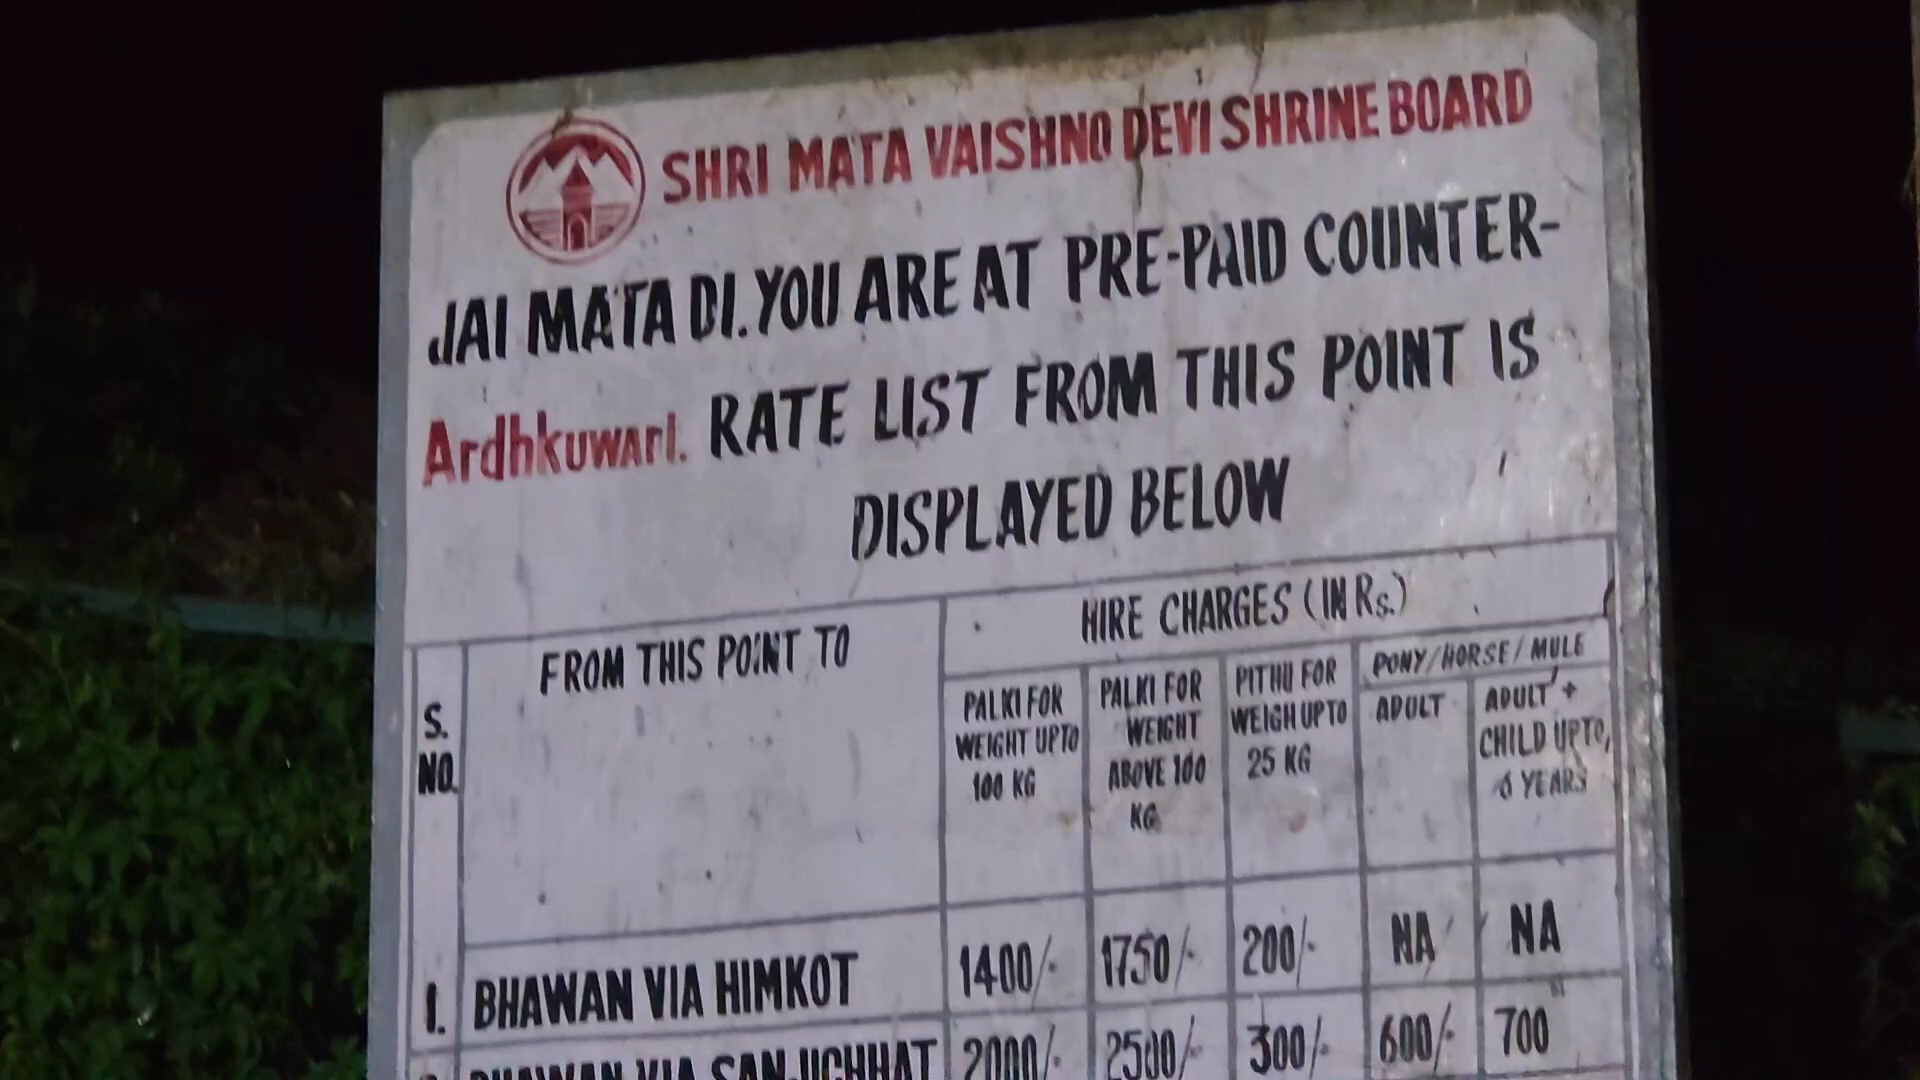 SHRI MATA VAISHNO DEVI SHRINE BOARD
JAI MATA DI. YOU ARE AT PRE-PAID COUNTER-
Ardhkuwari. RATE LIST FROM THIS POINT IS
DISPLAYED BELOW
S. NO. FROM THIS POINT TO
HIRE CHARGES (IN Rs.)
PALKI FOR WEIGHT UPTO 100 KG
PALKI FOR WEIGHT ABOVE 100 KG
PITHU FOR WEIGH UPTO 25 KG
PONY/HORSE/MULE
ADULT
ADULT + CHILD UPTO, 6 YEARS
1. BHAWAN VIA HIMKOT 1400/- 1750/- 200/- NA NA
BHAWAN VIA SANJICHHAT 2000/- 2500/- 300/- 600/- 700